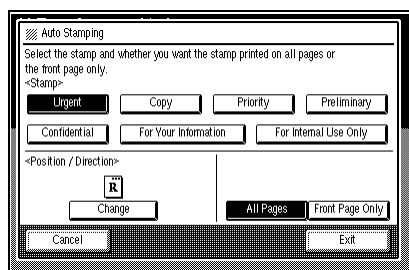 Auto Stamping
Select the stamp and whether you want the stamp printed on all pages or
the front page only.
<Stamp>
Urgent Copy Priority Preliminary
Confidential For Your Information For Internal Use Only
<Position / Direction>
R
Change All Pages Front Page Only
Cancel Exit